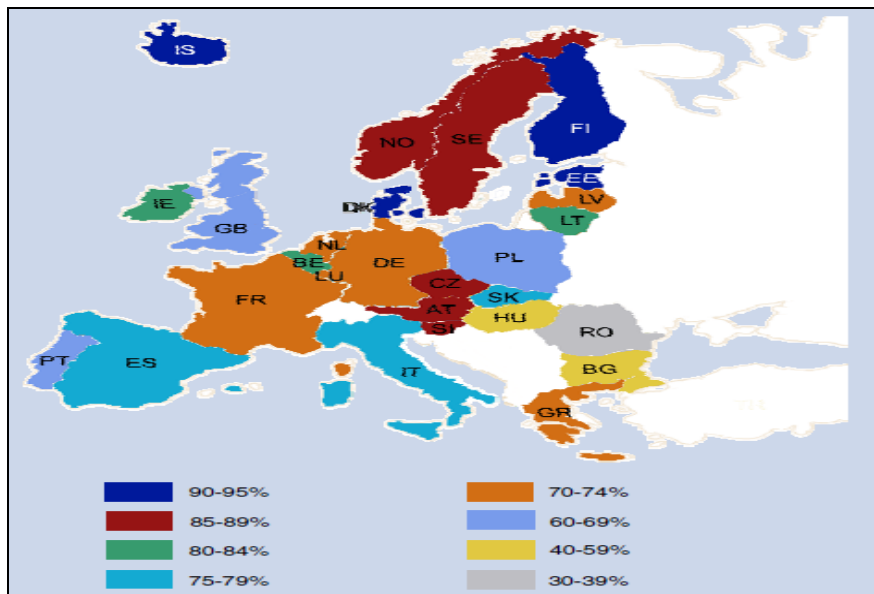 IS
FI
NO
SE
EE
LV
DK
LT
IE
GB
NL
BE
DE
PL
LU
CZ
SK
FR
AT
HU
SI
RO
PT
ES
IT
BG
GR
90-95%
70-74%
85-89%
60-69%
80-84%
40-59%
75-79%
30-39%